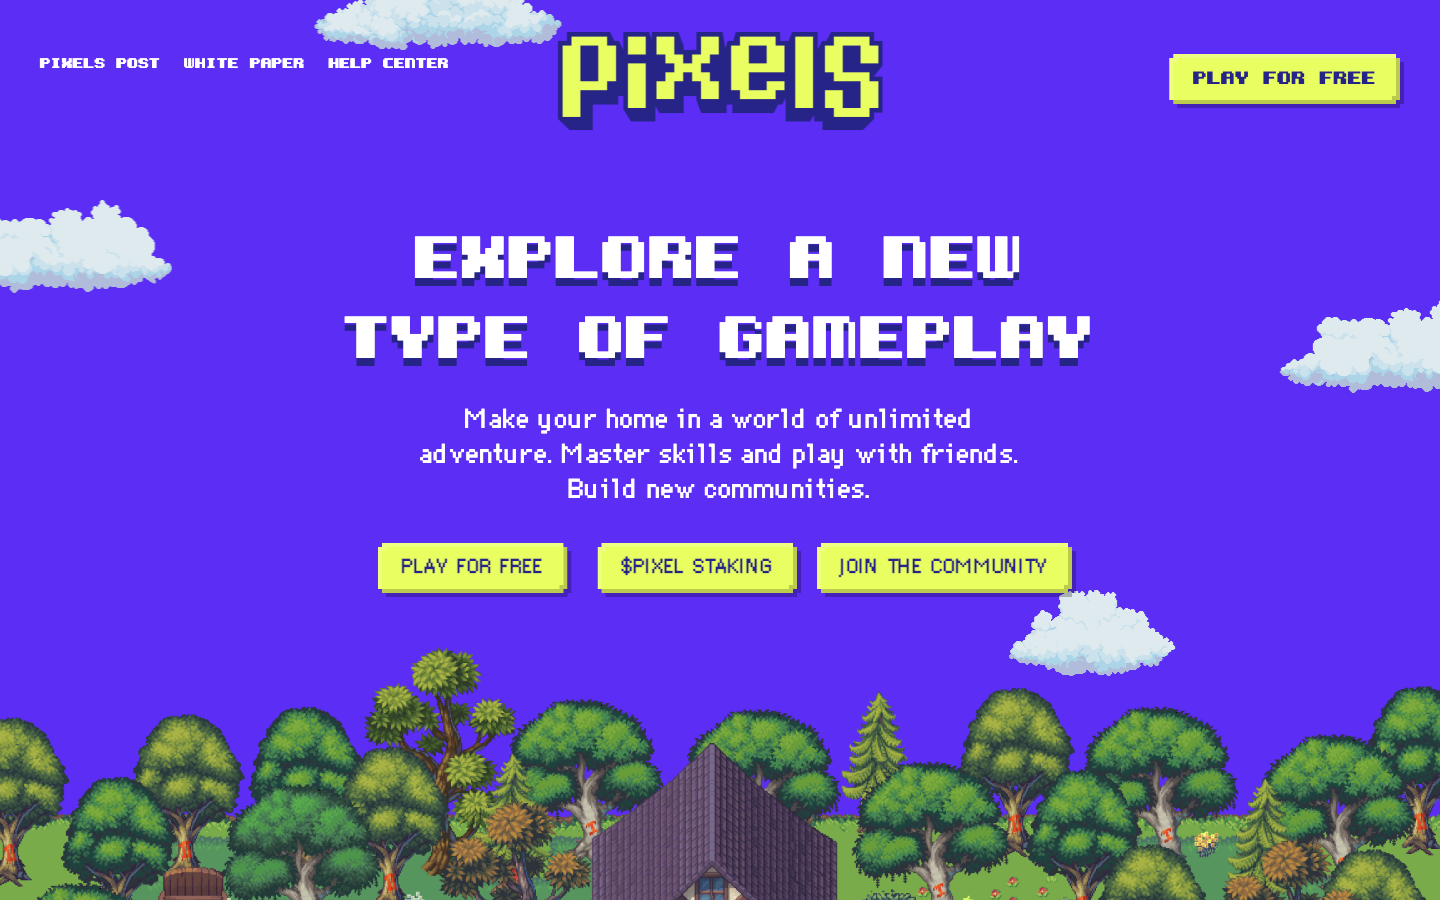 PIXELS POST WHITE PAPER HELP CENTER
pixels
PLAY FOR FREE
EXPLORE A NEW
TYPE OF GAMEPLAY
Make your home in a world of unlimited
adventure. Master skills and play with friends.
Build new communities.
PLAY FOR FREE
$PIXEL STAKING
JOIN THE COMMUNITY